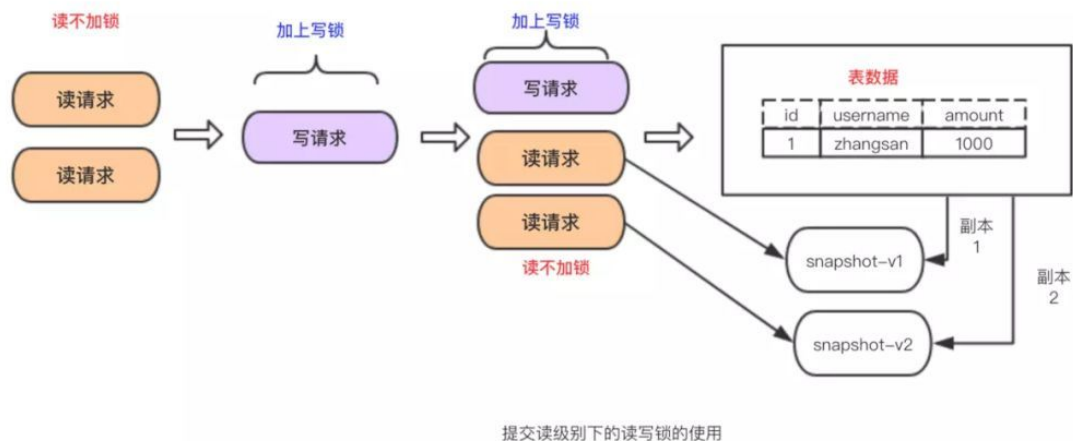 读不加锁
读请求
读请求
加上写锁
写请求
加上写锁
写请求
读请求
读请求
读不加锁
表数据
id username amount
1 zhangsan 1000
副本
1
snapshot-v1
副本
2
snapshot-v2
提交读级别下的读写锁的使用